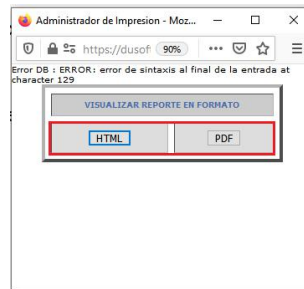 Administrador de Impresion - Moz...
https://dusoft 90%
Error DB : ERROR: error de sintaxis al final de la entrada at
character 129
VISUALIZAR REPORTE EN FORMATO
HTML PDF